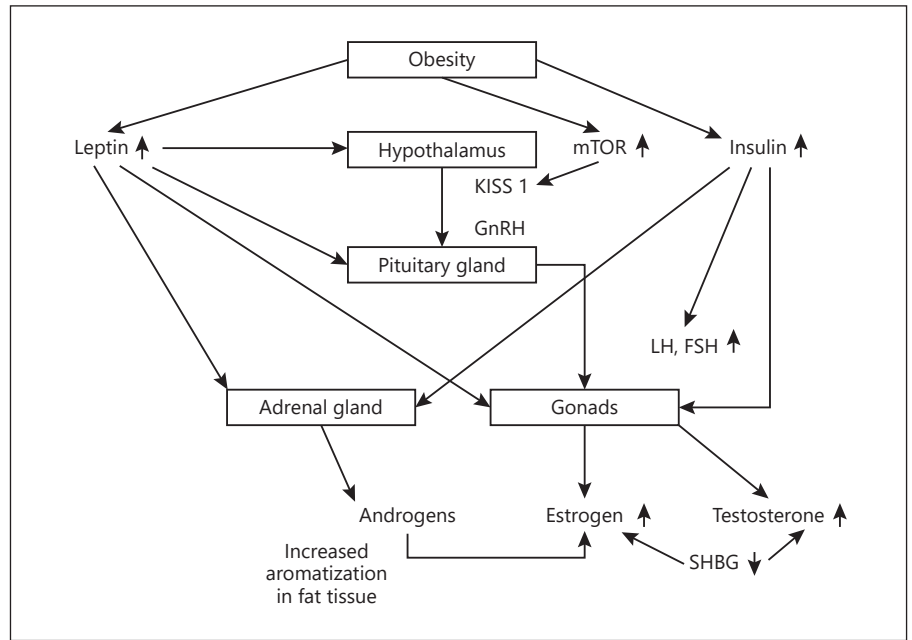 Obesity
Leptin
Hypothalamus
mTOR
Insulin
KISS 1
GnRH
Pituitary gland
LH, FSH
Adrenal gland
Gonads
Androgens
Estrogen
Testosterone
Increased
aromatization
in fat tissue
SHBG